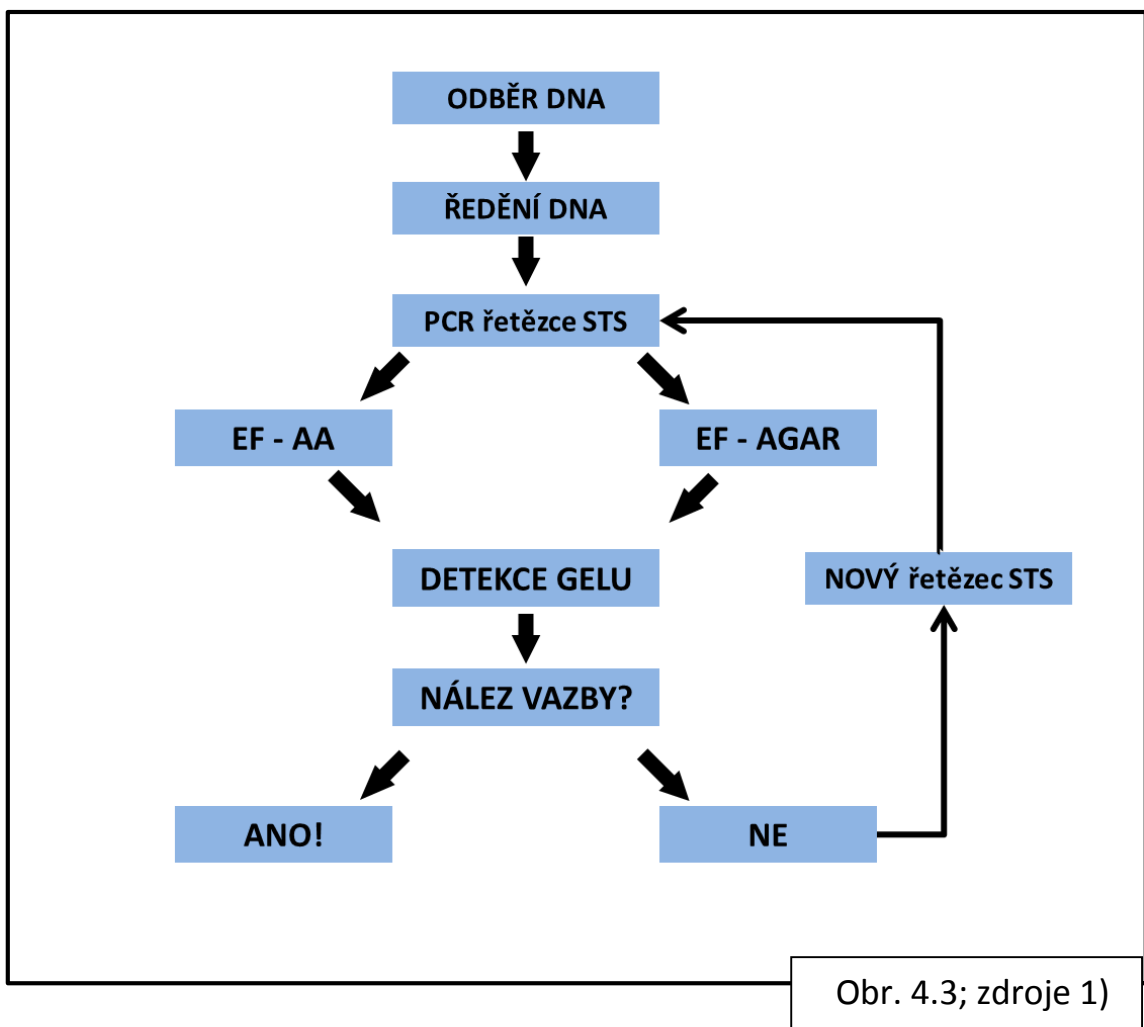 ODBĚR DNA
ŘEDĚNÍ DNA
PCR řetězce STS
EF - AA
EF - AGAR
DETEKCE GELU
NOVÝ řetězec STS
NÁLEZ VAZBY?
ANO!
NE
Obr. 4.3; zdroje 1)